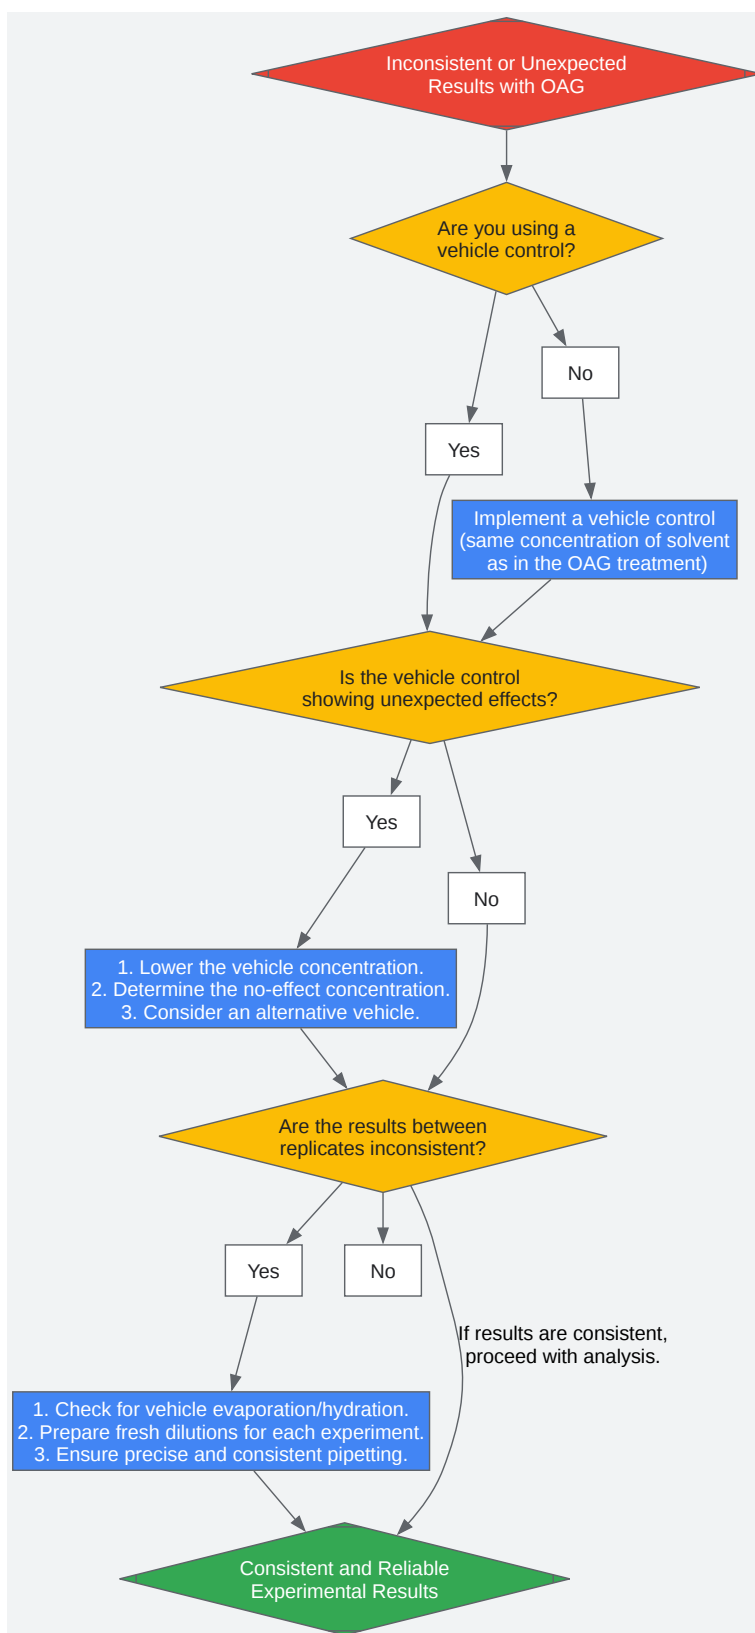 Inconsistent or Unexpected
Results with OAG
Are you using a
vehicle control?
No
Yes
Implement a vehicle control
(same concentration of solvent
as in the OAG treatment)
Is the vehicle control
showing unexpected effects?
Yes
No
1. Lower the vehicle concentration.
2. Determine the no-effect concentration.
3. Consider an alternative vehicle.
Are the results between
replicates inconsistent?
Yes
No
If results are consistent,
proceed with analysis.
1. Check for vehicle evaporation/hydration.
2. Prepare fresh dilutions for each experiment.
3. Ensure precise and consistent pipetting.
Consistent and Reliable
Experimental Results